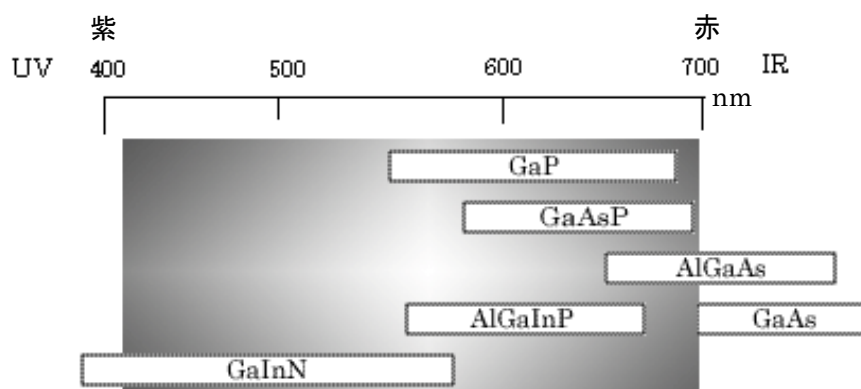 紫 赤
UV 400 500 600 700 IR
nm
GaP
GaAsP
AlGaAs
AlGaInP GaAs
GaInN